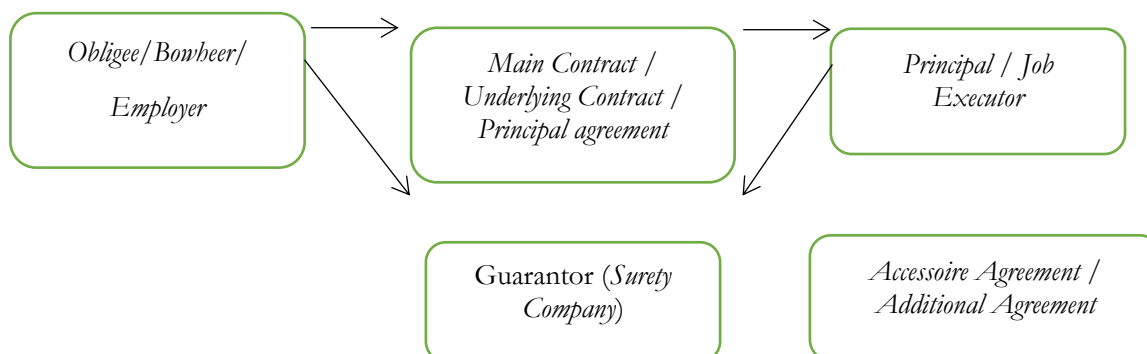 Obligee/Bowheer/
Employer
Main Contract /
Underlying Contract /
Principal agreement
Principal / Job
Executor
Guarantor (Surety
Company)
Accessoire Agreement /
Additional Agreement